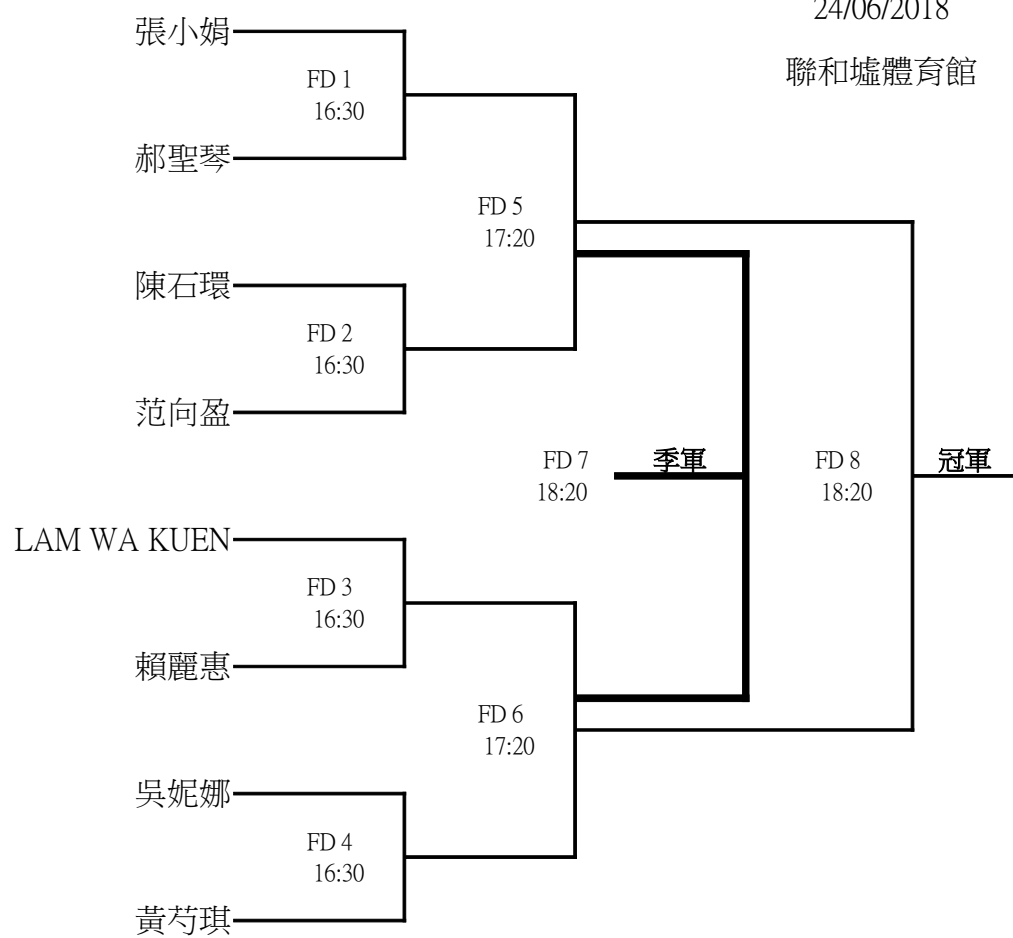 24/06/2018
聯和墟體育館
張小娟
FD 1
16:30
郝聖琴
FD 5
17:20
陳石環
FD 2
16:30
范向盈
FD 7
18:20
季軍
FD 8
18:20
冠軍
LAM WA KUEN
FD 3
16:30
賴麗惠
FD 6
17:20
吳妮娜
FD 4
16:30
黃芍琪